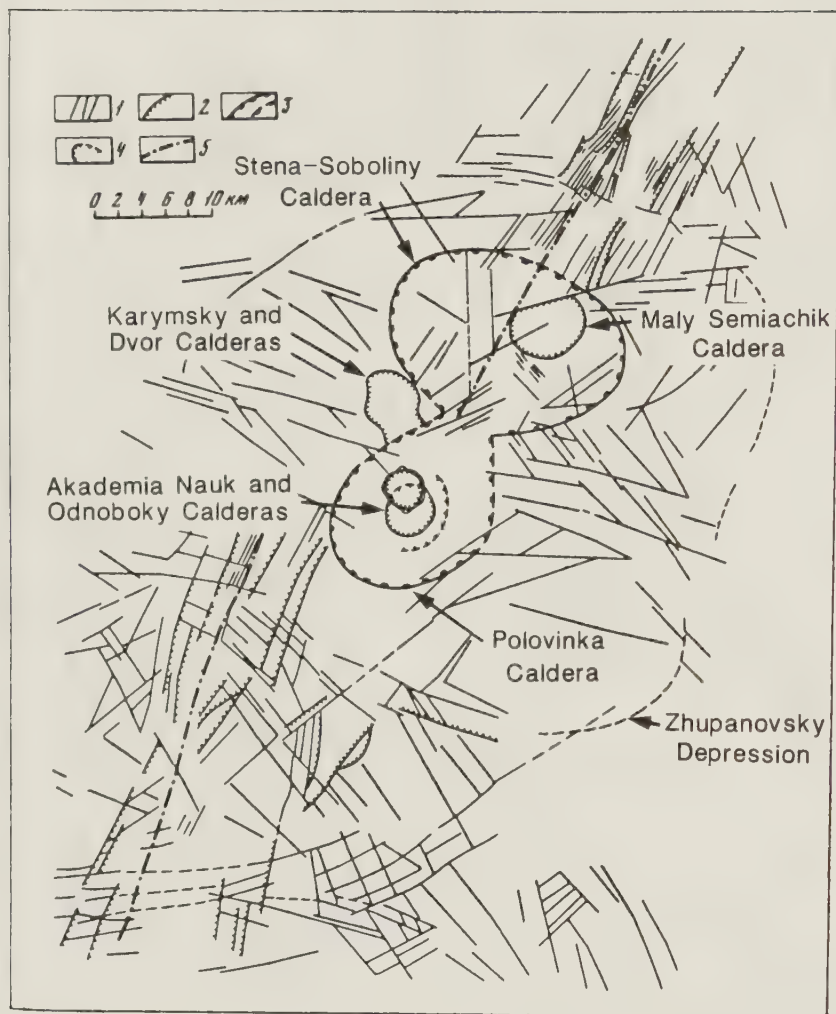 1 2 3
4 5
0 2 4 6 8 10 км
Stena-Soboliny
Caldera
Karymsky and
Dvor Calderas
Maly Semiachik
Caldera
Akademia Nauk and
Odnoboky Calderas
Polovinka
Caldera
Zhupanovsky
Depression